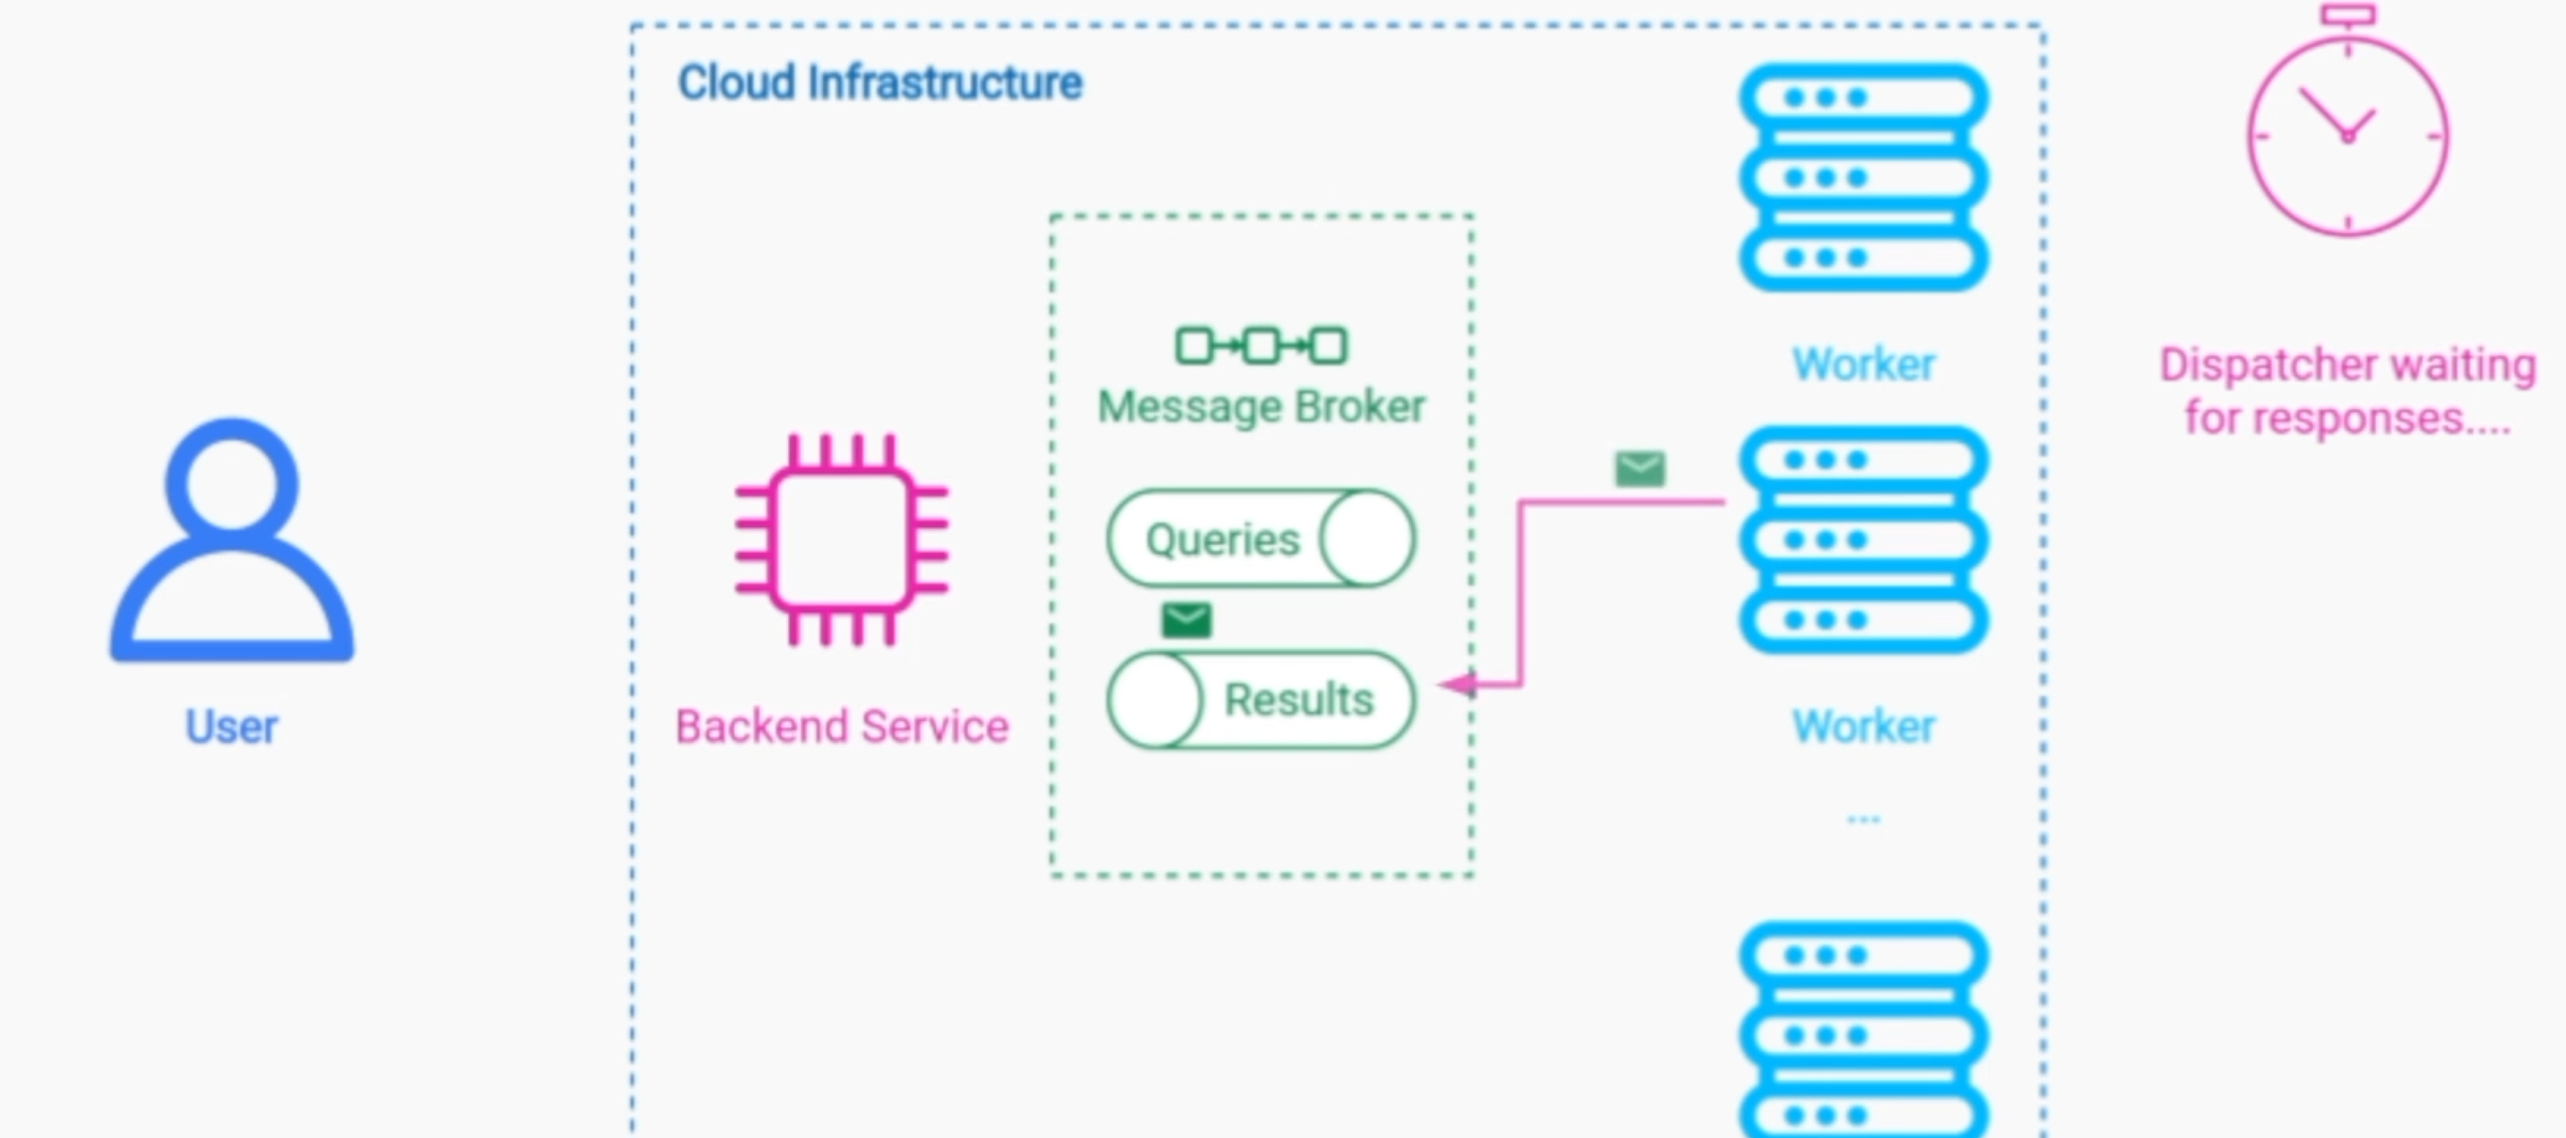 Cloud Infrastructure
Message Broker
Queries
Results
User
Backend Service
Worker
Worker
...
Dispatcher waiting
for responses....